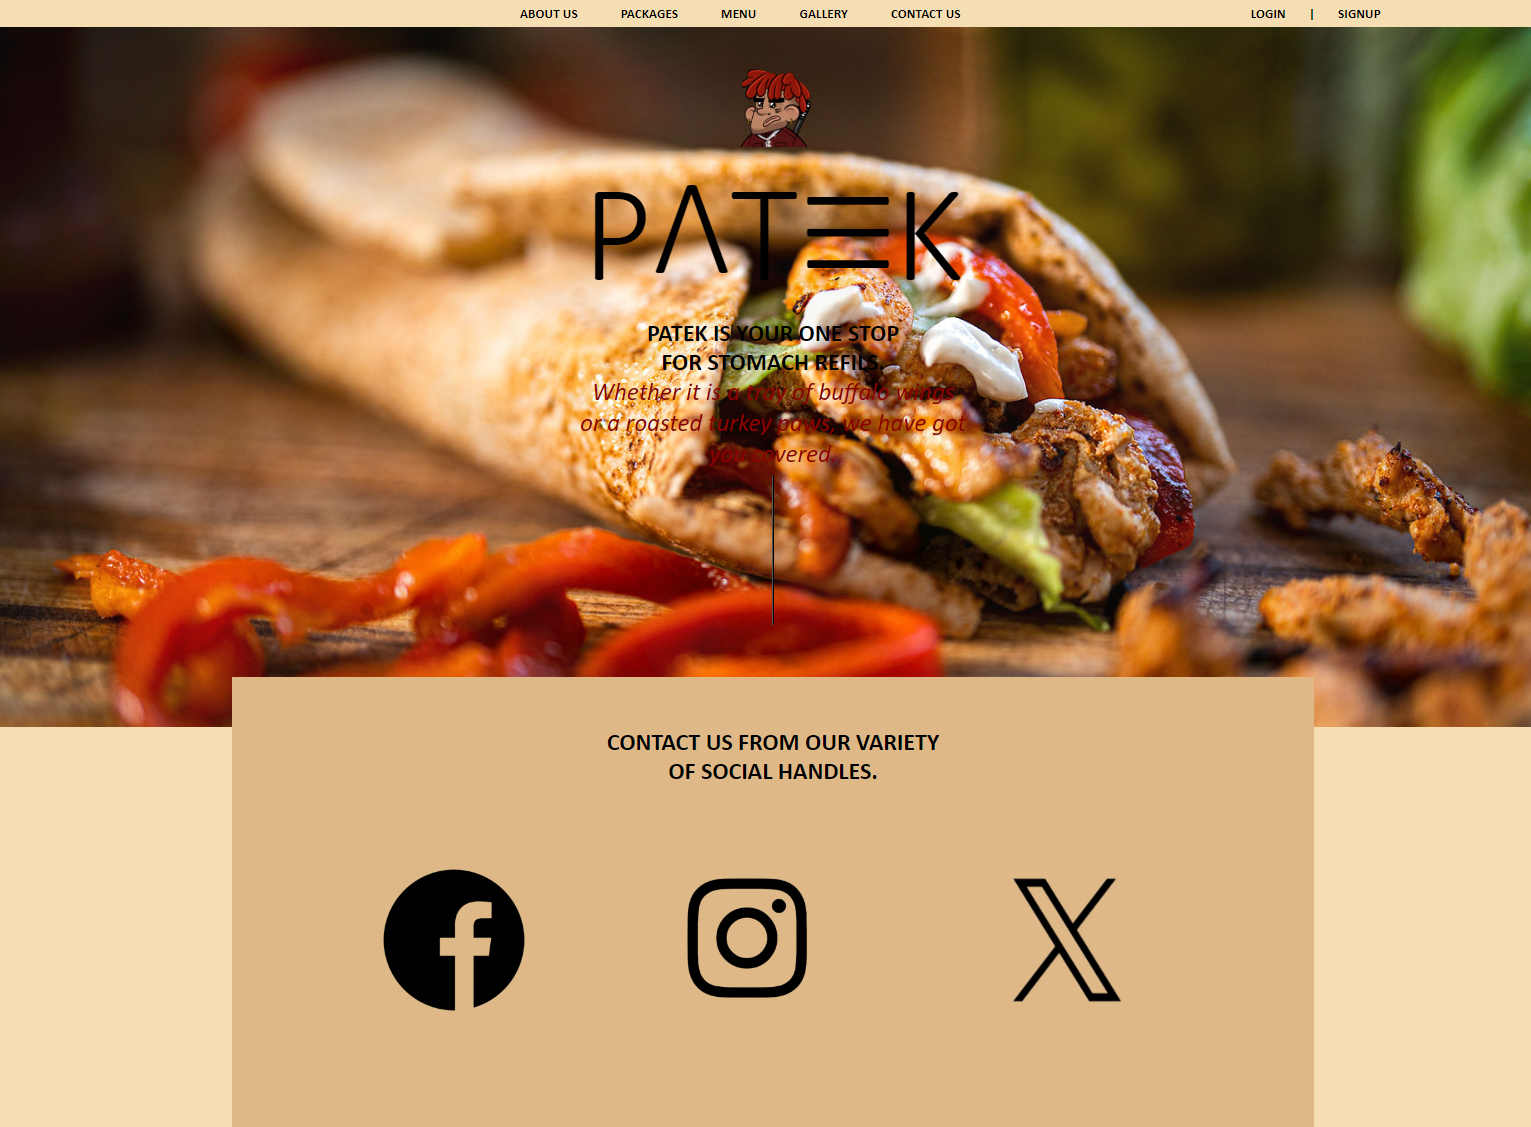 ABOUT US PACKAGES MENU GALLERY CONTACT US LOGIN | SIGNUP
PATEK
PATEK IS YOUR ONE STOP
FOR STOMACH REFILS.
Whether it is a tray of buffalo wings
or a roasted turkey paws, we have got
you covered.
CONTACT US FROM OUR VARIETY
OF SOCIAL HANDLES.